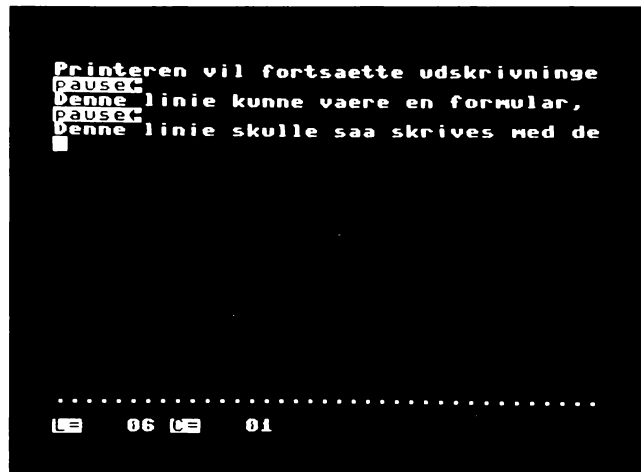 Printeren vil fortsaette udskrivninge
pause
Denne linie kunne vaere en formular,
pause
Denne linie skulle saa skrives med de
L= 06 C= 01